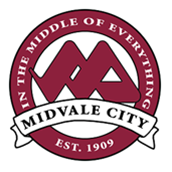 IN THE MIDDLE OF EVERYTHING
MIDVALE CITY
EST. 1909